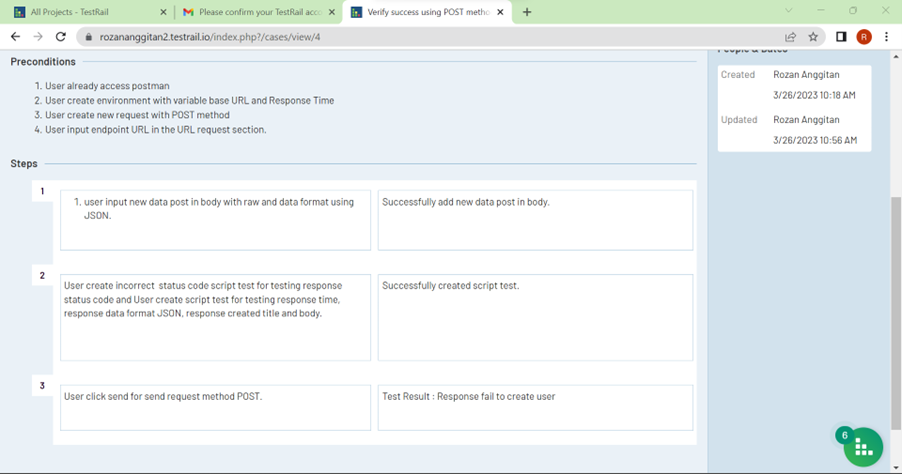 All Projects - TestRail
Please confirm your TestRail acc
Verify success using POST metho
rozananggitan2.testrail.io/index.php?/cases/view/4
R
People & Dates
Preconditions
1. User already access postman
2. User create environment with variable base URL and Response Time
3. User create new request with POST method
4. User input endpoint URL in the URL request section.
Created Rozan Anggitan
3/26/2023 10:18 AM
Updated Rozan Anggitan
3/26/2023 10:56 AM
Steps
1
1. user input new data post in body with raw and data format using
JSON.
Successfully add new data post in body.
2
User create incorrect status code script test for testing response
status code and User create script test for testing response time,
response data format JSON, response created title and body.
Successfully created script test.
3
User click send for send request method POST.
Test Result : Response fail to create user
6